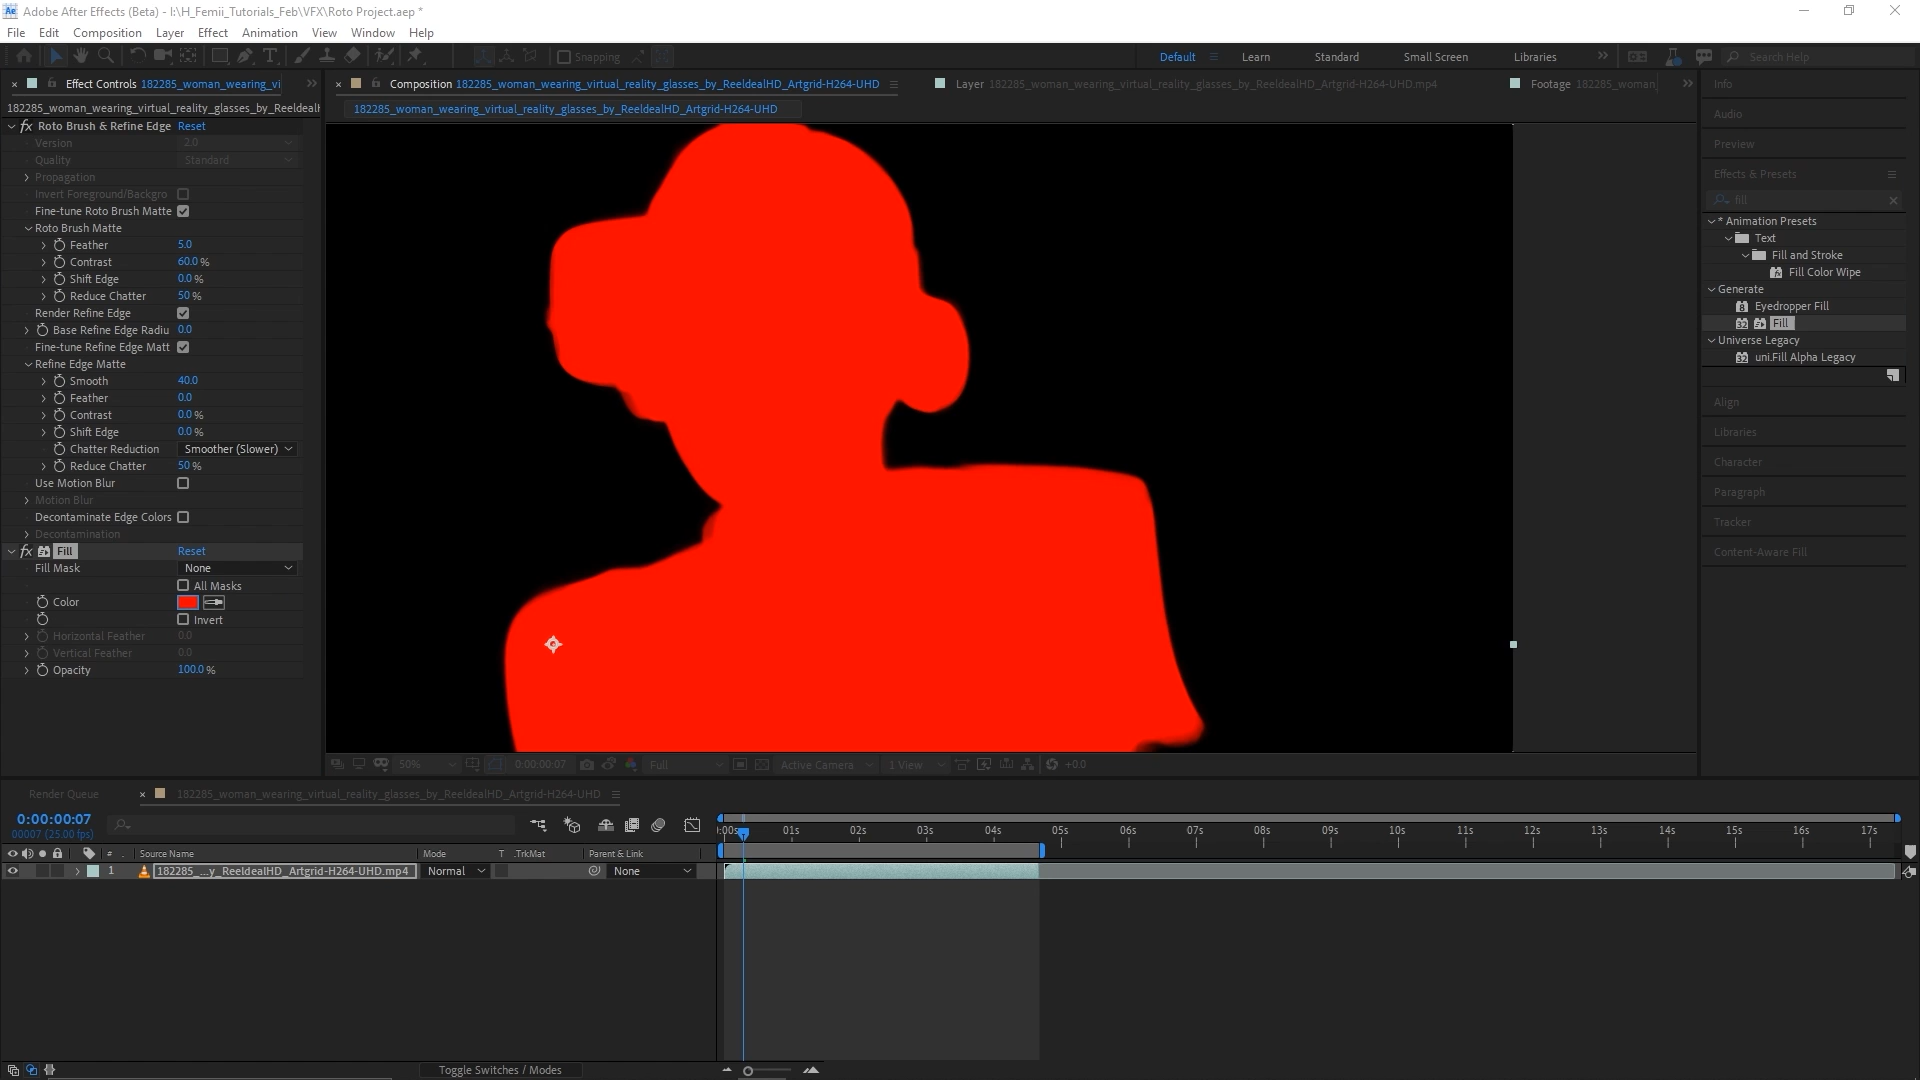 Adobe After Effects (Beta) - I:\H_Femii_Tutorials_Feb\VFX\Roto Project.aep *
File Edit Composition Layer Effect Animation View Window Help
Snapping
Default Learn Standard Small Screen Libraries Search Help
Effect Controls 182285_woman_wearing_vi
Composition 182285_woman_wearing_virtual_reality_glasses_by_ReeldealHD_Artgrid-H264-UHD
Layer 182285_woman_wearing_virtual_reality_glasses_by_ReeldealHD_Artgrid-H264-UHD.mp4
Footage 182285_woman_
182285_woman_wearing_virtual_reality_glasses_by_Reeldeal
182285_woman_wearing_virtual_reality_glasses_by_ReeldealHD_Artgrid-H264-UHD
Roto Brush & Refine Edge Reset
Version 2.0
Quality Standard
Propagation
Invert Foreground/Backgro
Fine-tune Roto Brush Matte
Roto Brush Matte
Feather 5.0
Contrast 60.0 %
Shift Edge 0.0 %
Reduce Chatter 50 %
Render Refine Edge
Base Refine Edge Radiu 0.0
Fine-tune Refine Edge Matt
Refine Edge Matte
Smooth 40.0
Feather 0.0
Contrast 0.0 %
Shift Edge 0.0 %
Chatter Reduction Smoother (Slower)
Reduce Chatter 50 %
Use Motion Blur
Motion Blur
Decontaminate Edge Colors
Decontamination
fx Fill Reset
Fill Mask None
All Masks
Color
Invert
Horizontal Feather 0.0
Vertical Feather 0.0
Opacity 100.0 %
Info
Audio
Preview
Effects & Presets
fill
* Animation Presets
Text
Fill and Stroke
Fill Color Wipe
Generate
Eyedropper Fill
Fill
Universe Legacy
uni.Fill Alpha Legacy
Align
Libraries
Character
Paragraph
Tracker
Content-Aware Fill
50% 0:00:00:07 Full Active Camera 1 View +0.0
Render Queue 182285_woman_wearing_virtual_reality_glasses_by_ReeldealHD_Artgrid-H264-UHD
0:00:00:07
00007 (25.00 fps)
:00s 01s 02s 03s 04s 05s 06s 07s 08s 09s 10s 11s 12s 13s 14s 15s 16s 17s
# . Source Name Mode T .TrkMat Parent & Link
1 182285_...y_ReeldealHD_Artgrid-H264-UHD.mp4 Normal None
Toggle Switches / Modes